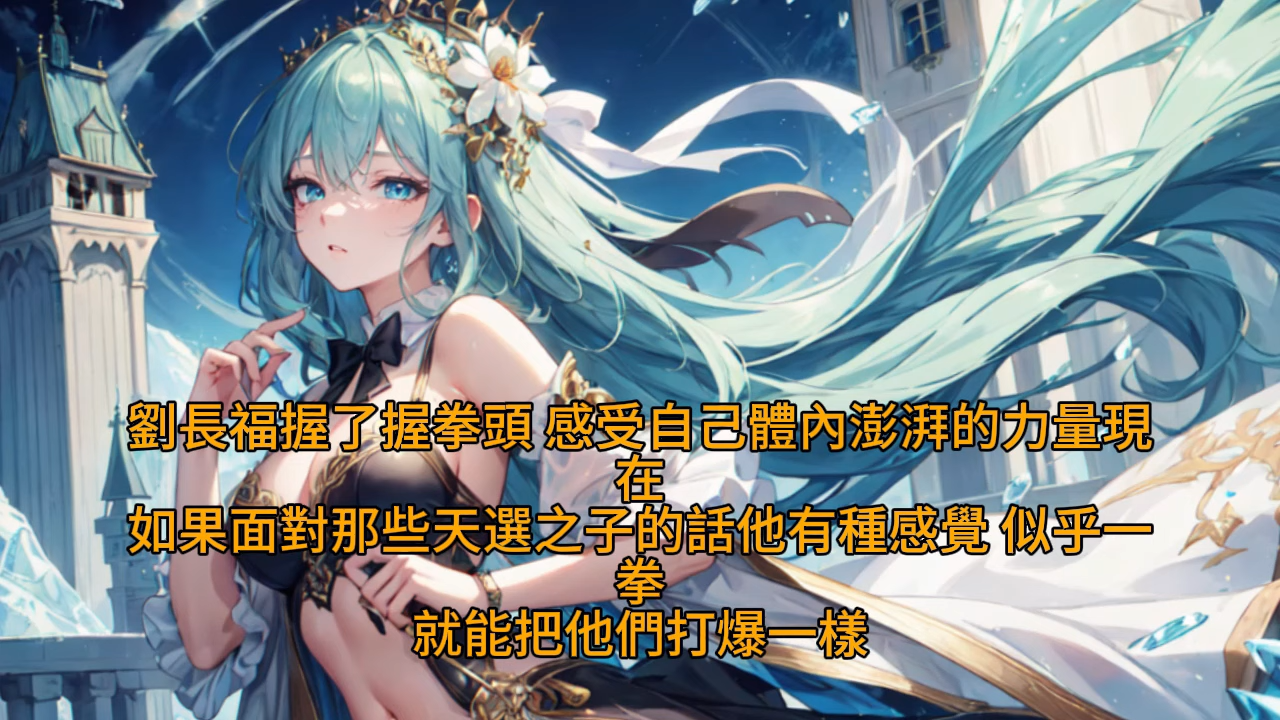 劉長福握了握拳頭 感受自己體內澎湃的力量現
在
如果面對那些天選之子的話他有種感覺 似乎一
拳
就能把他們打爆一樣